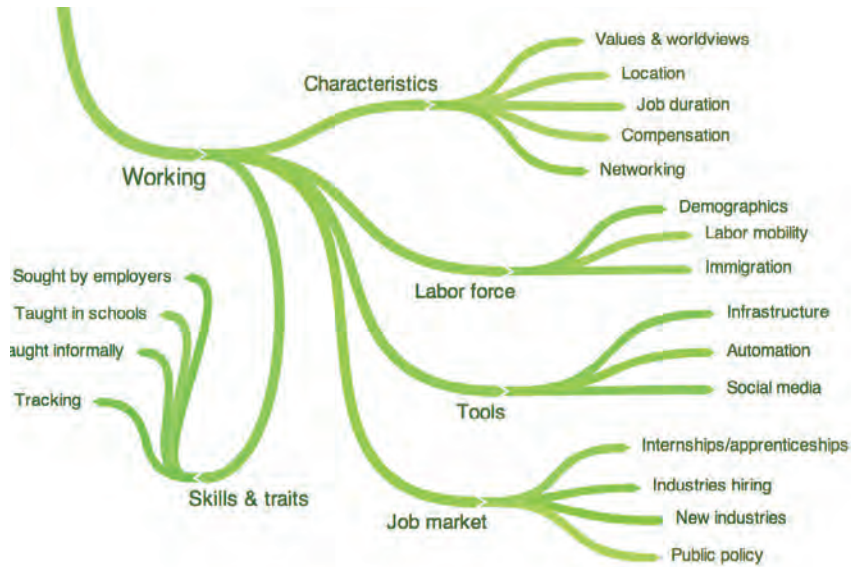 Values & worldviews
Characteristics
Location
Job duration
Compensation
Networking
Working
Demographics
Labor mobility
Immigration
Labor force
Sought by employers
Taught in schools
aught informally
Tracking
Skills & traits
Infrastructure
Automation
Social media
Tools
Internships/apprenticeships
Industries hiring
New industries
Public policy
Job market